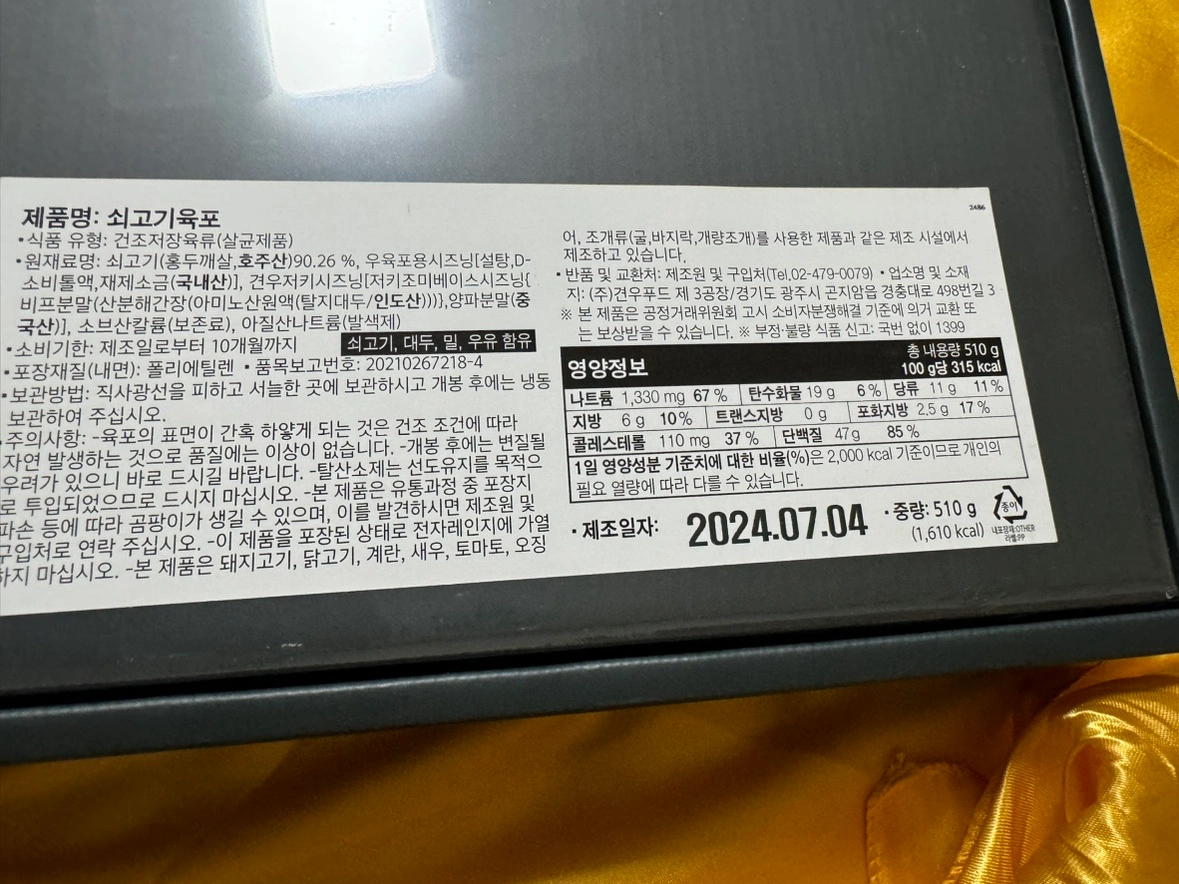 제품명: 쇠고기육포
•식품 유형: 건조저장육류(살균제품)
•원재료명: 쇠고기(홍두깨살,호주산)90.26 %, 우육포용시즈닝[설탕,D-
소비톨액,재제소금(국내산)], 견우저키시즈닝[저키조미베이스시즈닝{
비프분말(산분해간장(아미노산원액(탈지대두/인도산)))},양파분말(중
국산)], 소브산칼륨(보존료), 아질산나트륨(발색제)
•소비기한: 제조일로부터 10개월까지 쇠고기, 대두, 밀, 우유 함유
•포장재질(내면): 폴리에틸렌 •품목보고번호: 20210267218-4
•보관방법: 직사광선을 피하고 서늘한 곳에 보관하시고 개봉 후에는 냉동
보관하여 주십시오.
•주의사항: -육포의 표면이 간혹 하얗게 되는 것은 건조 조건에 따라
자연 발생하는 것으로 품질에는 이상이 없습니다. -개봉 후에는 변질될
우려가 있으니 바로 드시길 바랍니다. -탈산소제는 선도유지를 목적으
로 투입되었으므로 드시지 마십시오. -본 제품은 유통과정 중 포장지
파손 등에 따라 곰팡이가 생길 수 있으며, 이를 발견하시면 제조원 및
구입처로 연락 주십시오. -이 제품을 포장된 상태로 전자레인지에 가열
하지 마십시오. -본 제품은 돼지고기, 닭고기, 계란, 새우, 토마토, 오징
2486
어, 조개류(굴,바지락,개량조개)를 사용한 제품과 같은 제조 시설에서
제조하고 있습니다.
•반품 및 교환처: 제조원 및 구입처(Tel.02-479-0079) •업소명 및 소재
지: (주)견우푸드 제 3공장/경기도 광주시 곤지암읍 경충대로 498번길 3
※ 본 제품은 공정거래위원회 고시 소비자분쟁해결 기준에 의거 교환 또
는 보상받을 수 있습니다. ※ 부정·불량 식품 신고: 국번 없이 1399
영양정보 총 내용량 510 g
100 g당 315 kcal
나트륨 1,330 mg 67 % 탄수화물 19 g 6 % 당류 11 g 11 %
지방 6 g 10 % 트랜스지방 0 g 포화지방 2.5 g 17 %
콜레스테롤 110 mg 37 % 단백질 47g 85 %
1일 영양성분 기준치에 대한 비율(%)은 2,000 kcal 기준이므로 개인의
필요 열량에 따라 다를 수 있습니다.
•제조일자: 2024.07.04 •중량: 510 g
(1,610 kcal)
종이
내포장재:OTHER
라벨:PP